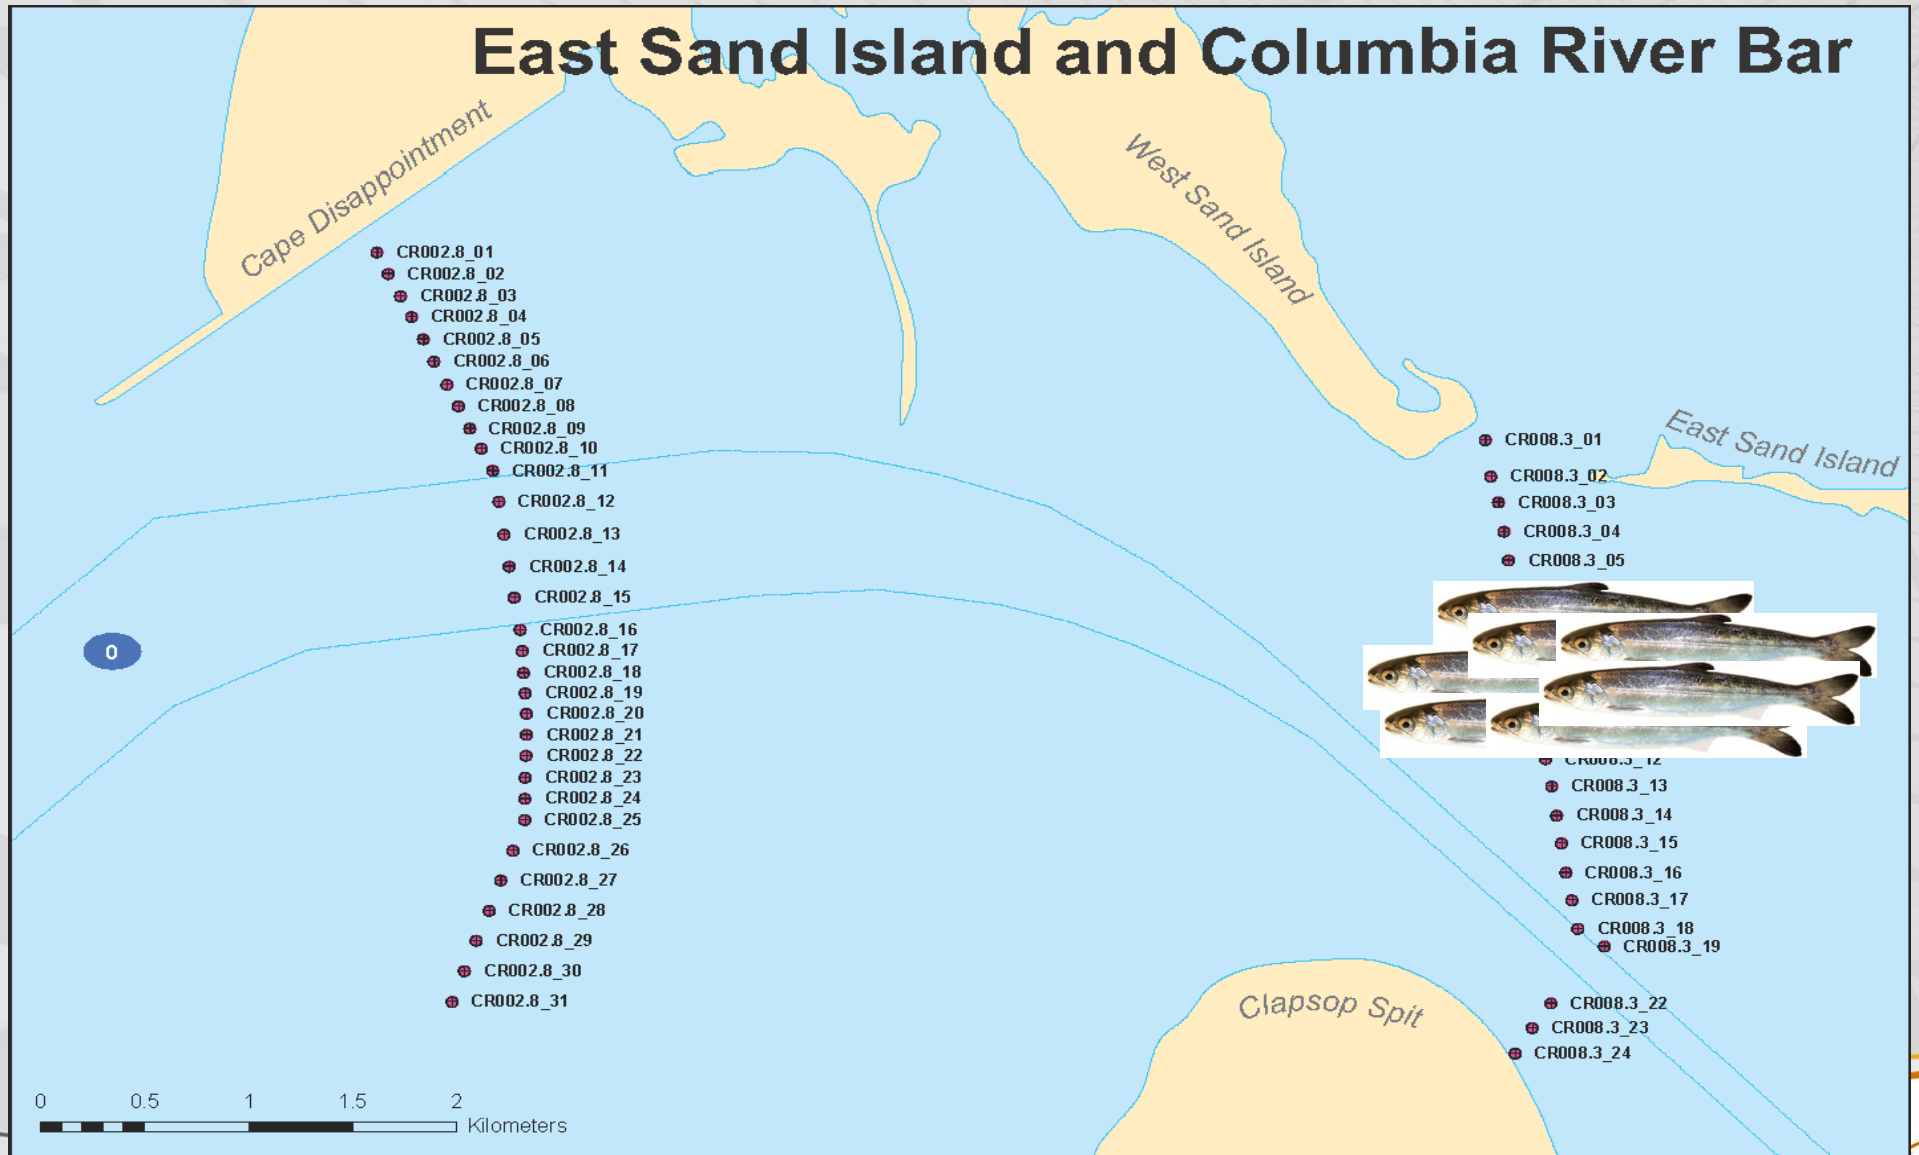 East Sand Island and Columbia River Bar
Cape Disappointment
West Sand Island
East Sand Island
CR002.8_01
CR002.8_02
CR002.8_03
CR002.8_04
CR002.8_05
CR002.8_06
CR002.8_07
CR002.8_08
CR002.8_09
CR002.8_10
CR002.8_11
CR002.8_12
CR002.8_13
CR002.8_14
CR002.8_15
CR002.8_16
CR002.8_17
CR002.8_18
CR002.8_19
CR002.8_20
CR002.8_21
CR002.8_22
CR002.8_23
CR002.8_24
CR002.8_25
CR002.8_26
CR002.8_27
CR002.8_28
CR002.8_29
CR002.8_30
CR002.8_31
0
CR008.3_01
CR008.3_02
CR008.3_03
CR008.3_04
CR008.3_05
CR008.3_12
CR008.3_13
CR008.3_14
CR008.3_15
CR008.3_16
CR008.3_17
CR008.3_18
CR008.3_19
CR008.3_22
CR008.3_23
CR008.3_24
Clapsop Spit
0 0.5 1 1.5 2
Kilometers